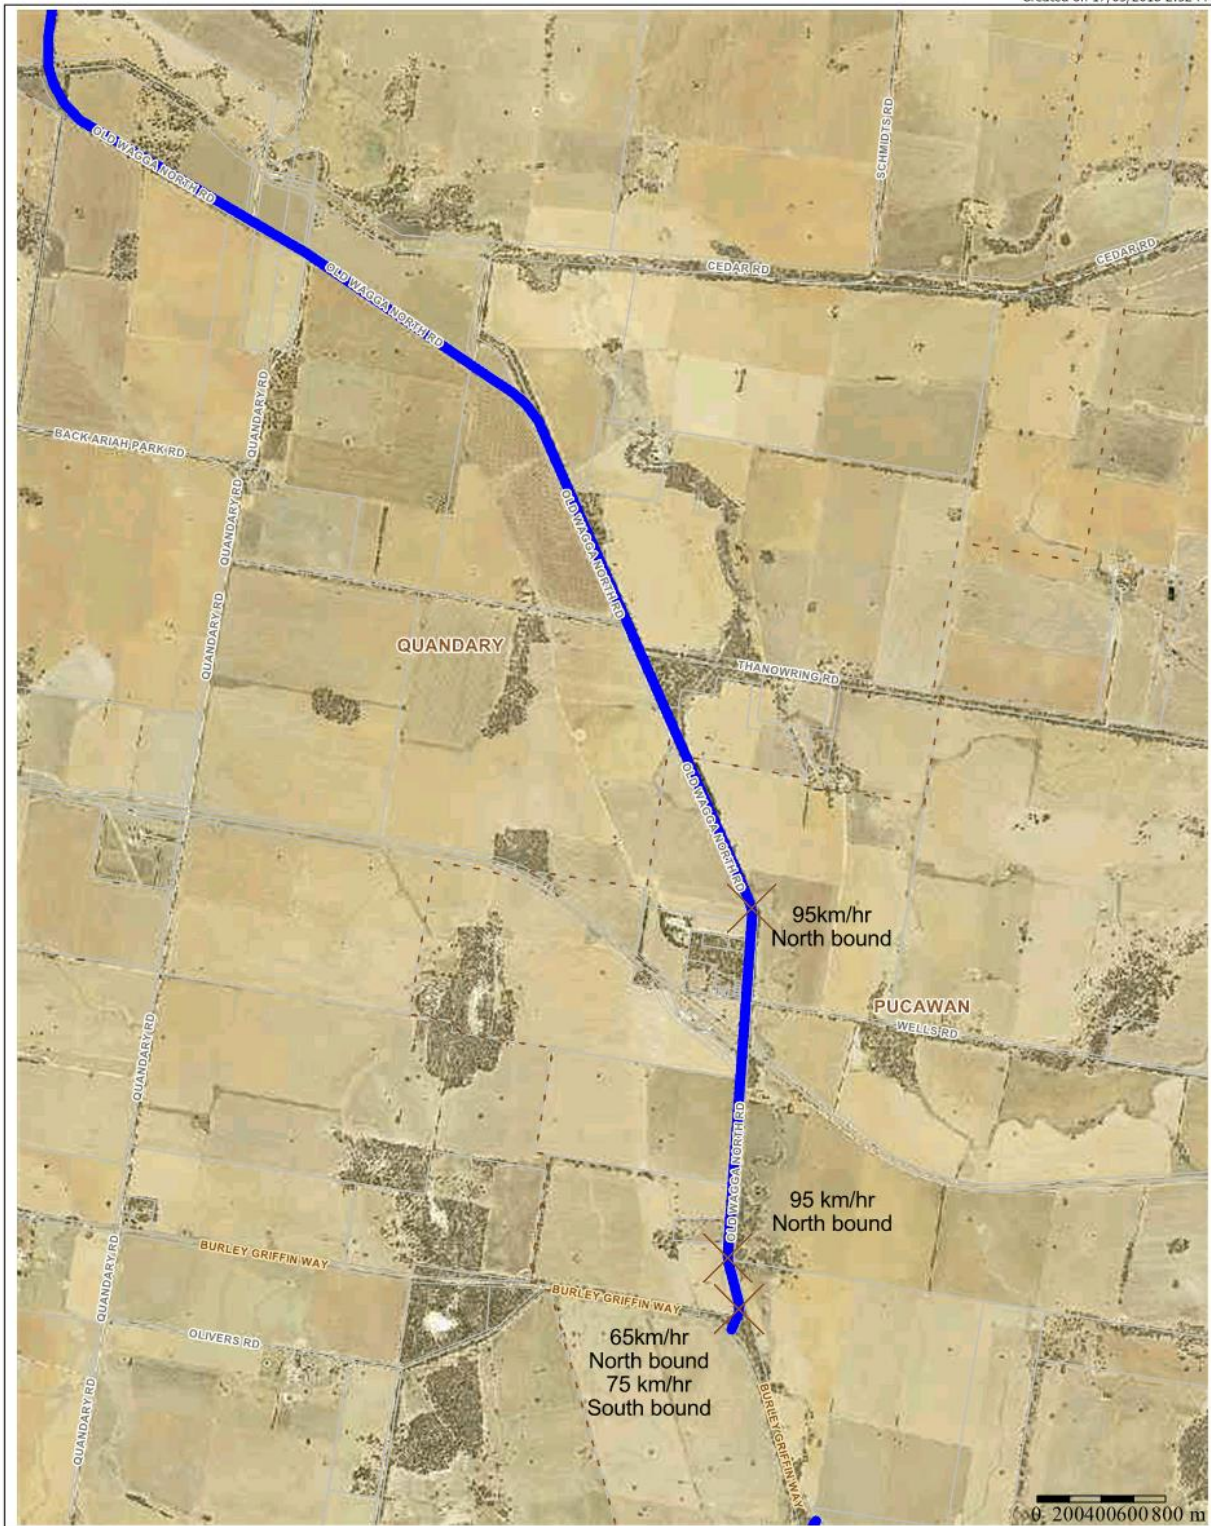 OLD WAGGA NORTH RD
SCHMIDTS RD
CEDAR RD
CEDAR RD
OLD WAGGA NORTH RD
BACK ARIAH PARK RD
QUANDARY RD
QUANDARY RD
OLD WAGGA NORTH RD
QUANDARY RD
QUANDARY
THANOWRING RD
OLD WAGGA NORTH RD
95km/hr
North bound
PUCAWAN
WELLS RD
QUANDARY RD
OLD WAGGA NORTH RD
95 km/hr
North bound
BURLEY GRIFFIN WAY
QUANDARY RD
BURLEY GRIFFIN WAY
OLIVERS RD
65km/hr
North bound
75 km/hr
South bound
QUANDARY RD
BURLEY GRIFFIN WAY
0 200400600800 m